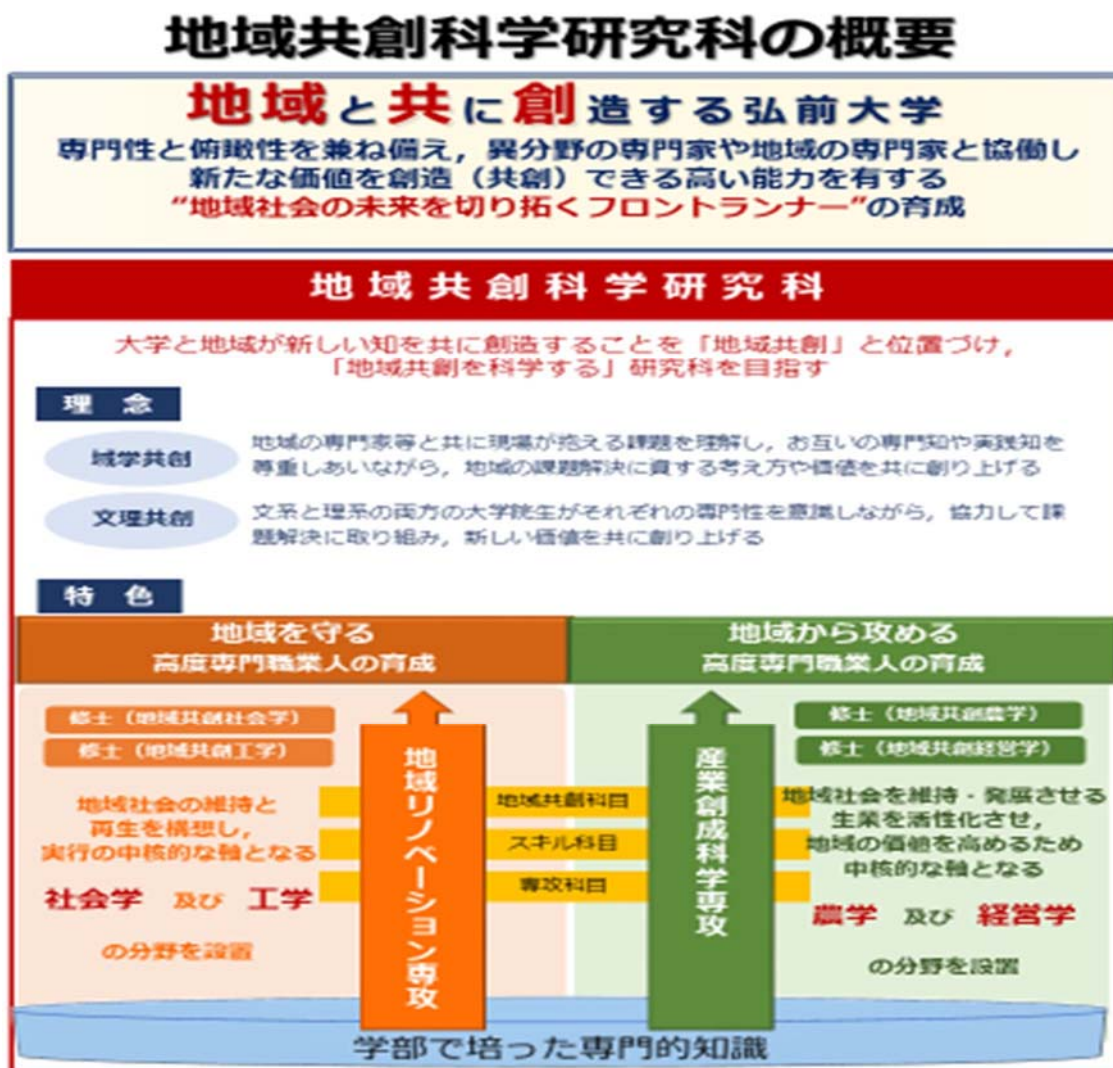 地域共創科学研究科の概要
地域と共に創造する弘前大学
専門性と俯瞰性を兼ね備え，異分野の専門家や地域の専門家と協働し
新たな価値を創造（共創）できる高い能力を有する
“地域社会の未来を切り拓くフロントランナー”の育成
地域共創科学研究科
大学と地域が新しい知を共に創造することを「地域共創」と位置づけ，
「地域共創を科学する」研究科を目指す
理 念
域学共創
地域の専門家等と共に現場が抱える課題を理解し，お互いの専門知や実践知を
尊重しあいながら，地域の課題解決に資する考え方や価値を共に創り上げる
文理共創
文系と理系の両方の大学院生がそれぞれの専門性を意識しながら，協力して課
題解決に取り組み，新しい価値を共に創り上げる
特 色
地域を守る
高度専門職業人の育成
地域から攻める
高度専門職業人の育成
修士（地域共創社会学）
修士（地域共創工学）
地域社会の維持と
再生を構想し，
実行の中核的な軸となる
社会学 及び 工学
の分野を設置
地域リノベーション専攻
地域共創科目
スキル科目
専攻科目
産業創成科学専攻
修士（地域共創農学）
修士（地域共創経営学）
地域社会を維持・発展させる
生業を活性化させ，
地域の価値を高めるため
中核的な軸となる
農学 及び 経営学
の分野を設置
学部で培った専門的知識